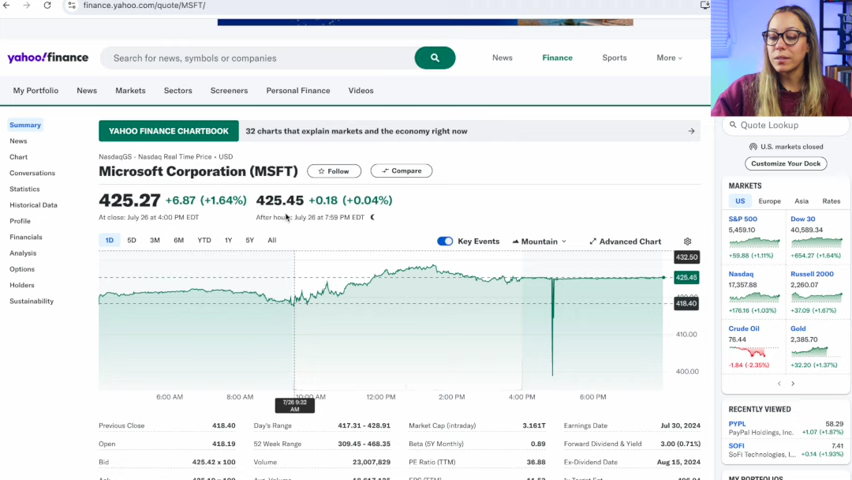 finance.yahoo.com/quote/MSFT/
yahoo!finance
Search for news, symbols or companies
News
Finance
Sports
More
My Portfolio
News
Markets
Sectors
Screeners
Personal Finance
Videos
Summary
News
Chart
Conversations
Statistics
Historical Data
Profile
Financials
Analysis
Options
Holders
Sustainability
YAHOO FINANCE CHARTBOOK
32 charts that explain markets and the economy right now
NasdaqGS - Nasdaq Real Time Price • USD
Microsoft Corporation (MSFT)
Follow
Compare
425.27 +6.87 (+1.64%)
425.45 +0.18 (+0.04%)
At close: July 26 at 4:00 PM EDT
After hours: July 26 at 7:59 PM EDT
1D 5D 3M 6M YTD 1Y 5Y All
Key Events
Mountain
Advanced Chart
432.50
425.45
418.40
410.00
400.00
6:00 AM 8:00 AM 10:00 AM 12:00 PM 2:00 PM 4:00 PM 6:00 PM
7/26 9:32
AM
Previous Close 418.40
Day's Range 417.31 - 428.91
Market Cap (intraday) 3.161T
Earnings Date Jul 30, 2024
Open 418.19
52 Week Range 309.45 - 468.35
Beta (5Y Monthly) 0.89
Forward Dividend & Yield 3.00 (0.71%)
Bid 425.42 x 100
Volume 23,007,829
PE Ratio (TTM) 36.88
Ex-Dividend Date Aug 15, 2024
Quote Lookup
U.S. markets closed
Customize Your Dock
MARKETS
US Europe Asia Rates
S&P 500
5,459.10
+59.88 (+1.11%)
Dow 30
40,589.34
+654.27 (+1.64%)
Nasdaq
17,357.88
+176.16 (+1.03%)
Russell 2000
2,260.07
+37.09 (+1.67%)
Crude Oil
76.44
-1.84 (-2.35%)
Gold
2,385.70
+32.20 (+1.37%)
RECENTLY VIEWED
PYPL 58.29
PayPal Holdings, Inc. +1.07 (+1.87%)
SOFI 7.41
SoFi Technologies, I... +0.14 (+1.93%)